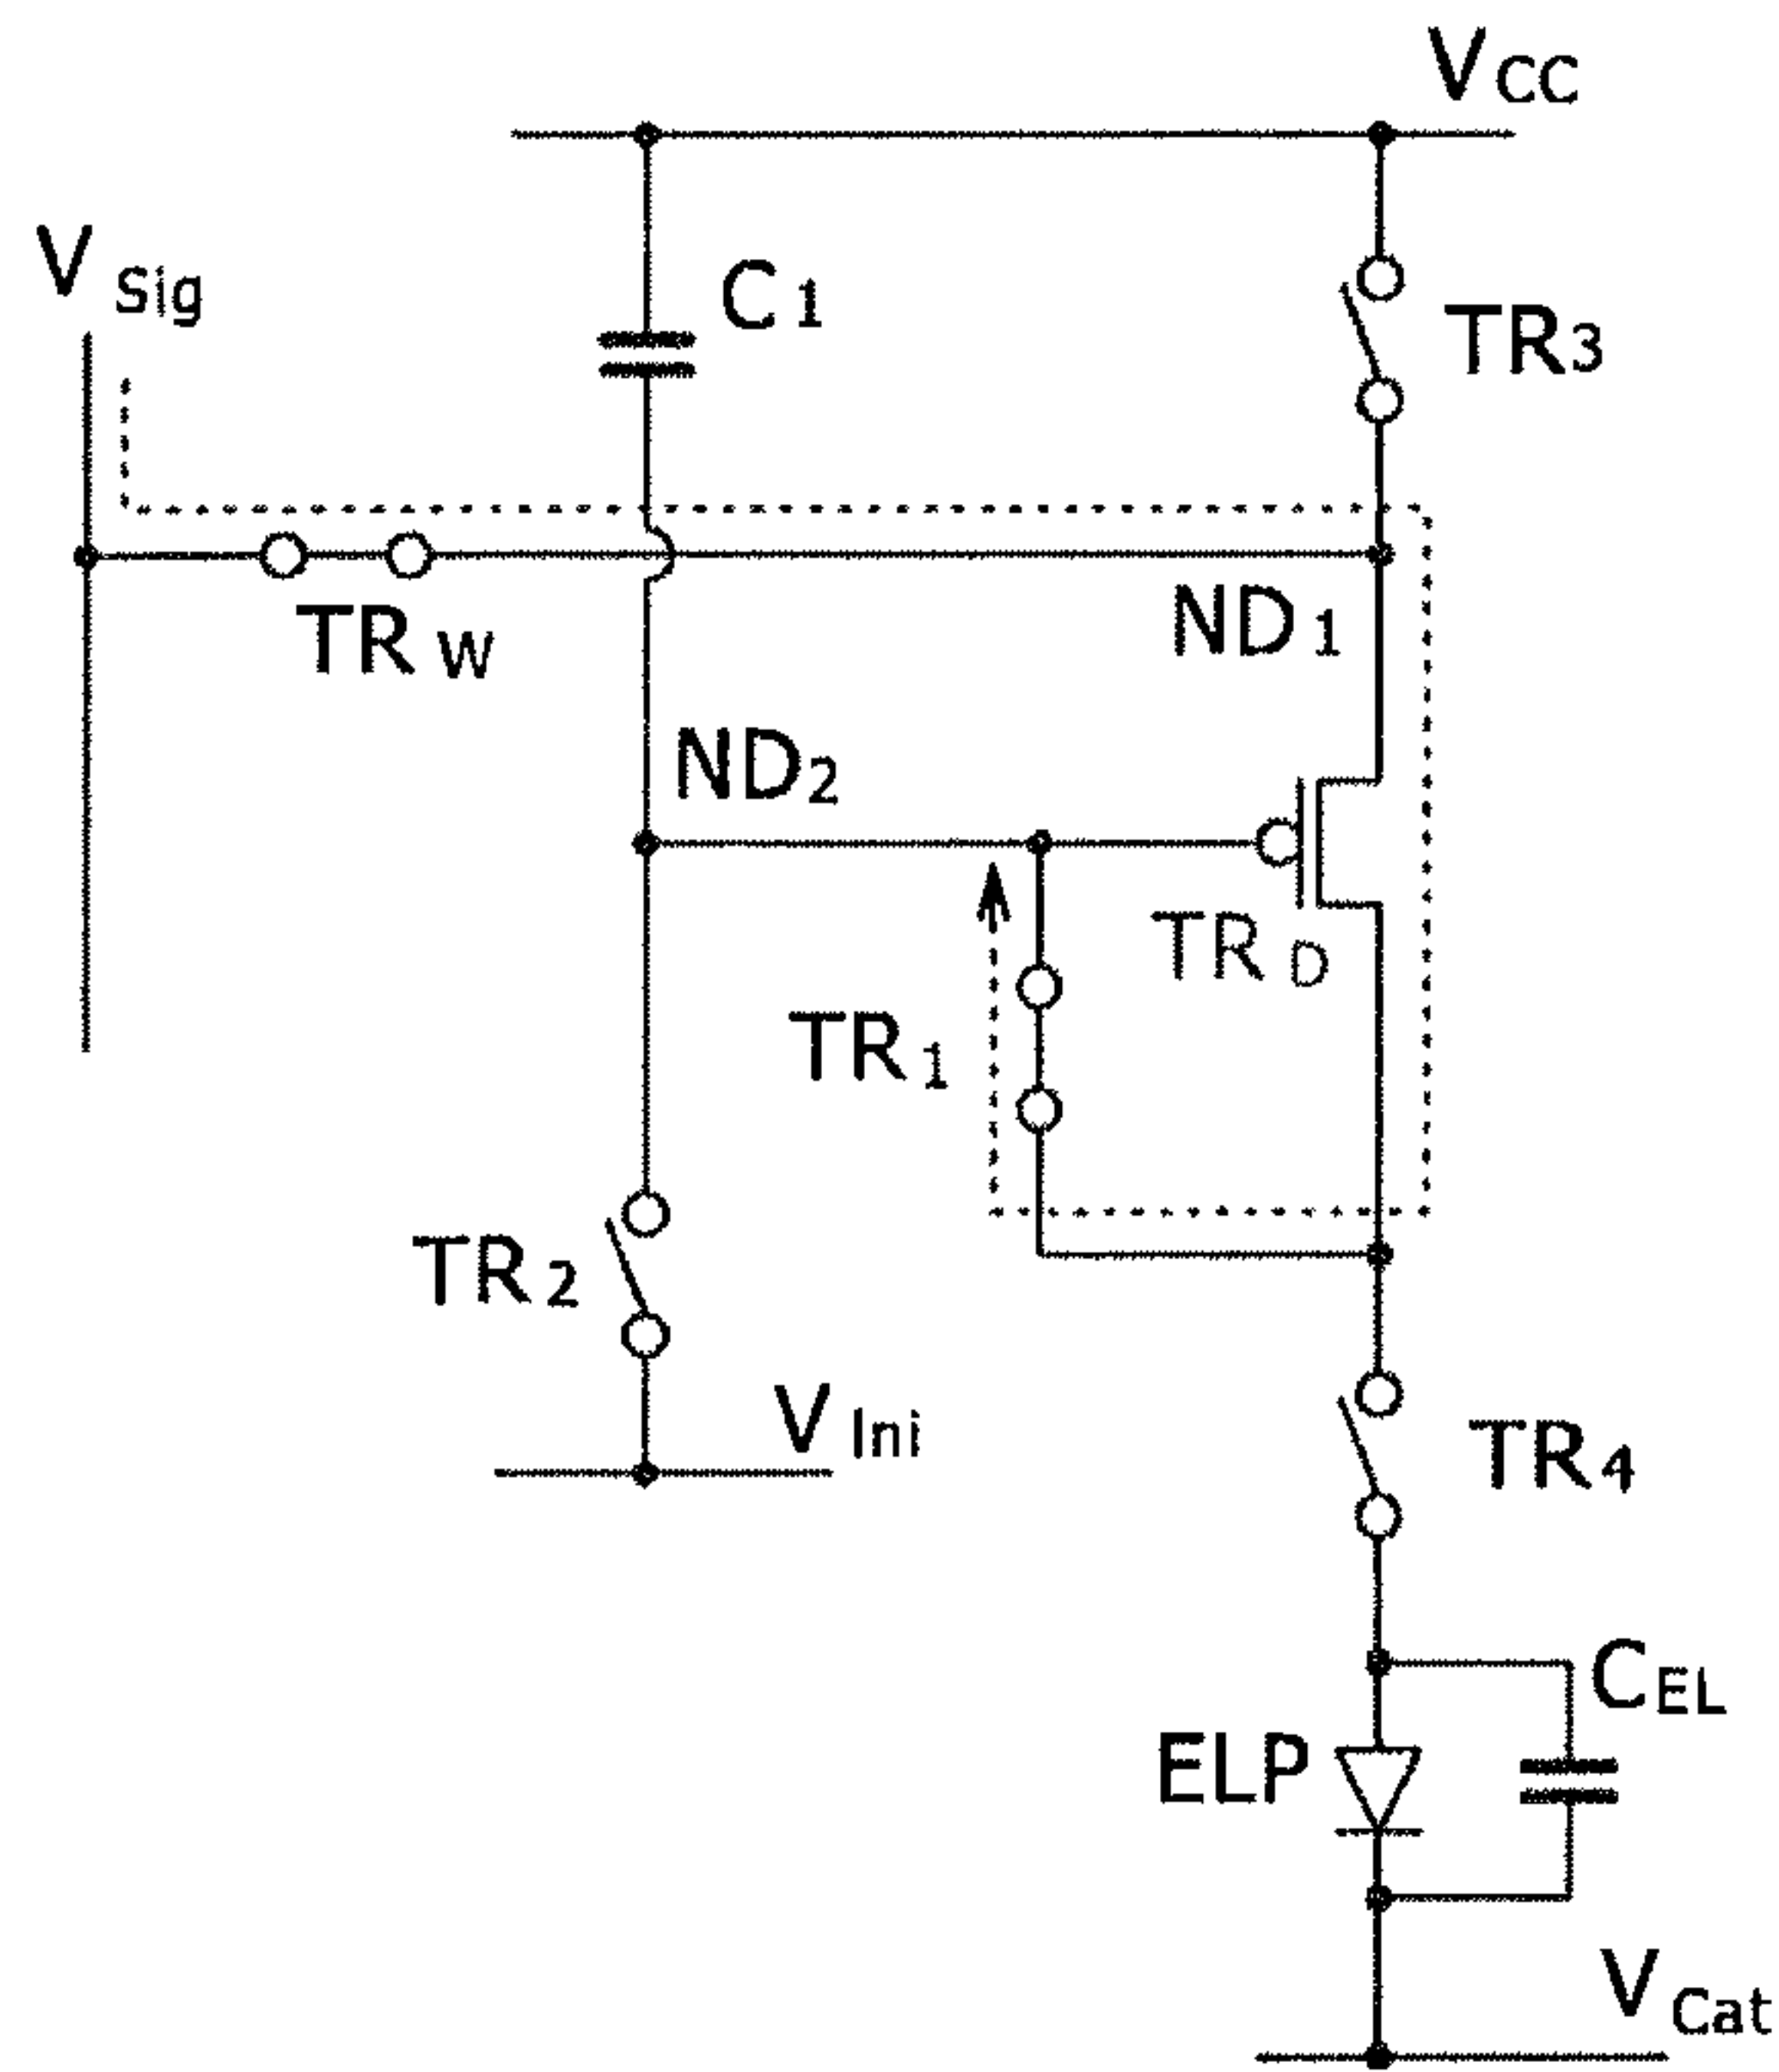 VCC
VSig
C1
TR3
TRW
ND1
ND2
TRD
TR1
TR2
VIni
TR4
CEL
ELP
VCat